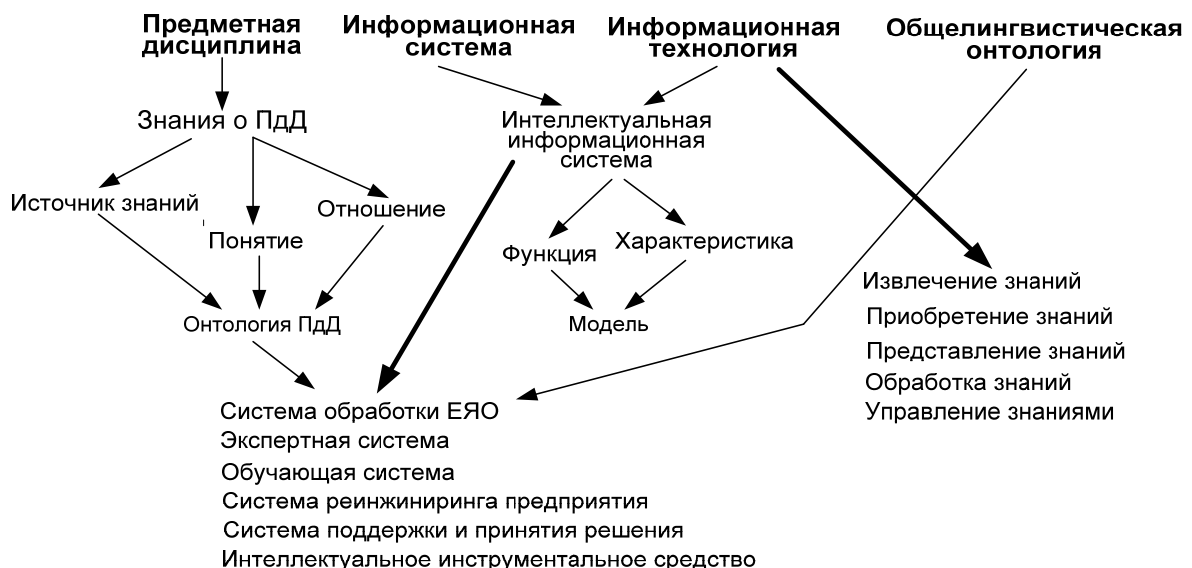 Предметная
дисциплина
Информационная
система
Информационная
технология
Общелингвистическая
онтология
Знания о ПдД
Интеллектуальная
информационная
система
Источник знаний
Понятие
Отношение
Функция
Характеристика
Онтология ПдД
Модель
Извлечение знаний
Приобретение знаний
Представление знаний
Обработка знаний
Управление знаниями
Система обработки ЕЯО
Экспертная система
Обучающая система
Система реинжиниринга предприятия
Система поддержки и принятия решения
Интеллектуальное инструментальное средство